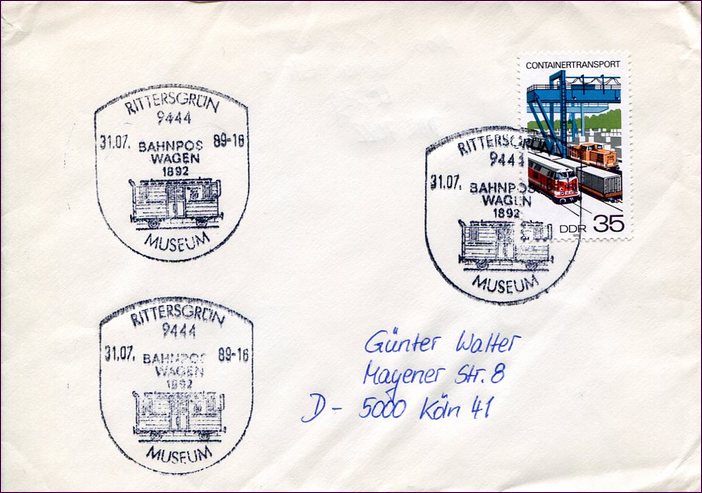 RITTERSGRÜN
9444
31.07. 89-16
BAHNPOS
WAGEN
1892
MUSEUM
CONTAINERTRANSPORT
DDR 35
RITTERSGRÜN
9444
31.07.
BAHNPOS
WAGEN
1892
MUSEUM
RITTERSGRÜN
9444
31.07. 89-16
BAHNPOS
WAGEN
1892
MUSEUM
Günter Walter
Mayener Str. 8
D - 5000 Köln 41